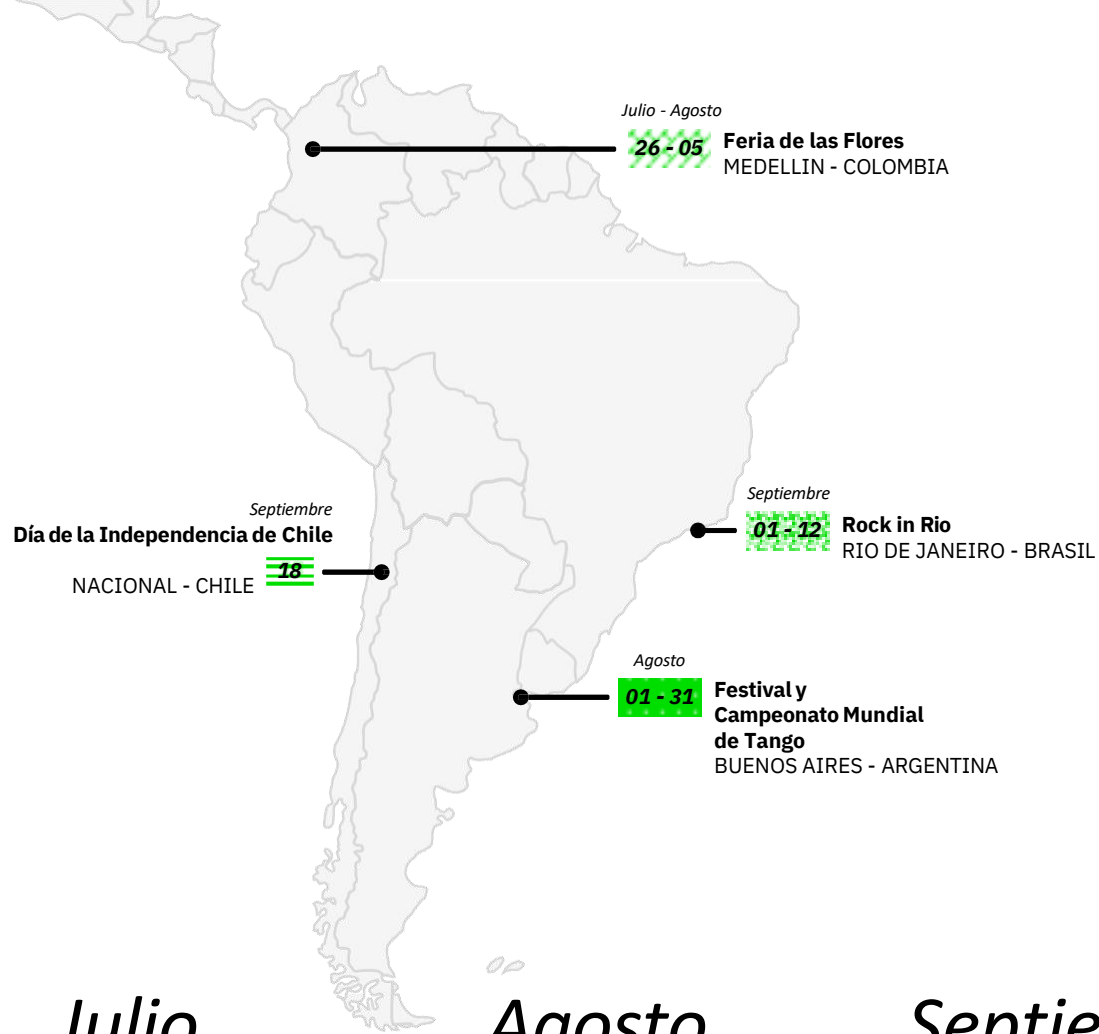 Julio - Agosto
26 - 05
Feria de las Flores
MEDELLIN - COLOMBIA
Septiembre
Día de la Independencia de Chile
18
NACIONAL - CHILE
Septiembre
01 - 12
Rock in Rio
RIO DE JANEIRO - BRASIL
Agosto
01 - 31
Festival y
Campeonato Mundial
de Tango
BUENOS AIRES - ARGENTINA
Julio
Agosto
Septie